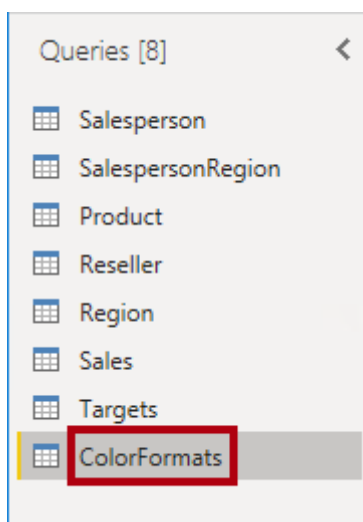 Queries [8]
Salesperson
SalespersonRegion
Product
Reseller
Region
Sales
Targets
ColorFormats